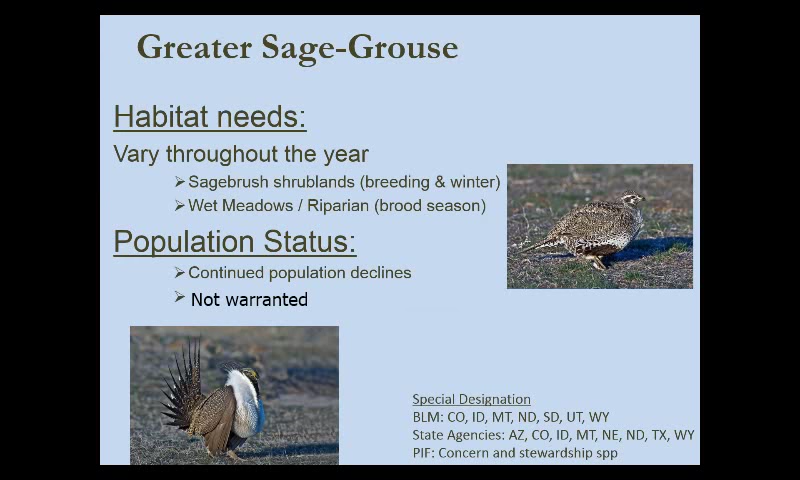 Greater Sage-Grouse
Habitat needs:
Vary throughout the year
➢Sagebrush shrublands (breeding & winter)
➢Wet Meadows / Riparian (brood season)
Population Status:
➢Continued population declines
➢ Not warranted
Special Designation
BLM: CO, ID, MT, ND, SD, UT, WY
State Agencies: AZ, CO, ID, MT, NE, ND, TX, WY
PIF: Concern and stewardship spp